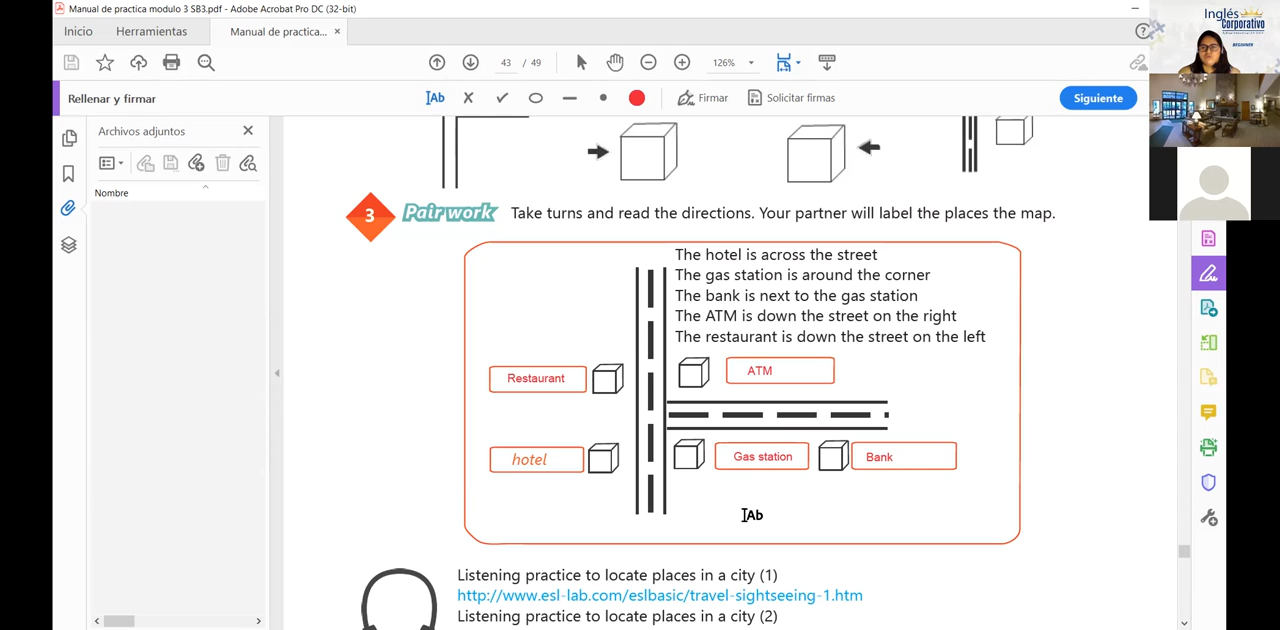 Manual de practica modulo 3 SB3.pdf - Adobe Acrobat Pro DC (32-bit)
Inicio
Herramientas
Manual de practica...
43 / 49
126%
Rellenar y firmar
Ab
Firmar
Solicitar firmas
Siguiente
Inglés
Corporativo
BEGINNER
Archivos adjuntos
Nombre
3 Pair work Take turns and read the directions. Your partner will label the places the map.
The hotel is across the street
The gas station is around the corner
The bank is next to the gas station
The ATM is down the street on the right
The restaurant is down the street on the left
Restaurant
ATM
hotel
Gas station
Bank
Ab
Listening practice to locate places in a city (1)
http://www.esl-lab.com/eslbasic/travel-sightseeing-1.htm
Listening practice to locate places in a city (2)